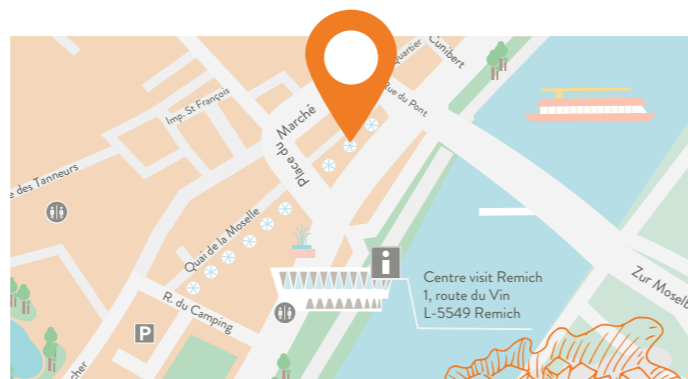 Quartier
Cunibert
Rue du Pont
Imp. St François
Place du
Marché
e des Tanneurs
Quai de la Moselle
R. du Camping
P
i
Centre visit Remich
1, route du Vin
L-5549 Remich
Zur Mosel
cher